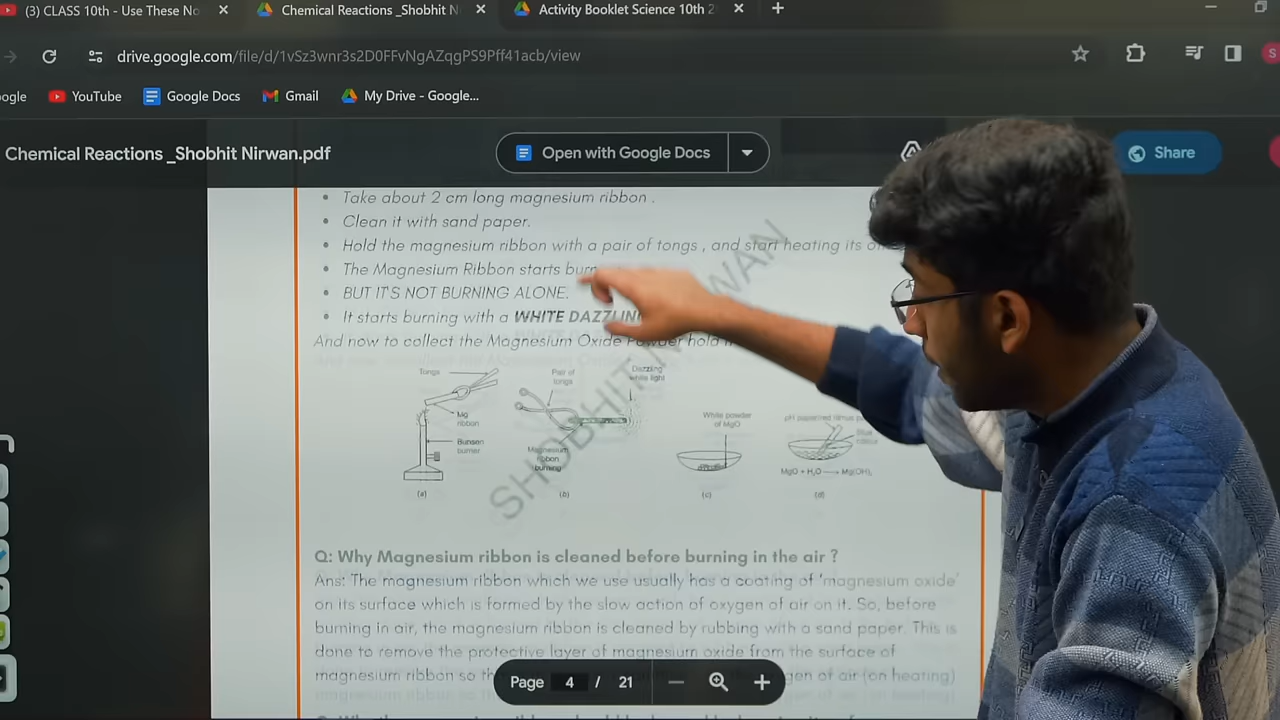 (3) CLASS 10th - Use These No
Chemical Reactions _Shobhit N
Activity Booklet Science 10th 2
drive.google.com/file/d/1vSz3wnr3s2D0FFvNgAZqgPS9Pff41acb/view
ogle
YouTube
Google Docs
Gmail
My Drive - Google...
Chemical Reactions _Shobhit Nirwan.pdf
Open with Google Docs
Share
• Take about 2 cm long magnesium ribbon .
• Clean it with sand paper.
• Hold the magnesium ribbon with a pair of tongs , and start heating its
• The Magnesium Ribbon starts burn
• BUT IT'S NOT BURNING ALONE.
• It starts burning with a WHITE DAZZLING
And now to collect the Magnesium Oxide Powder hold
Tongs
Mg
ribbon
Bunsen
burner
(a)
Pair of
tongs
Dazzling
white light
Magnesium
ribbon
burning
(b)
White powder
of MgO
(c)
MgO + H₂O ⟶ Mg(OH)₂
(d)
SHOBHIT NIRWAN
Q: Why Magnesium ribbon is cleaned before burning in the air ?
Ans: The magnesium ribbon which we use usually has a coating of 'magnesium oxide'
on its surface which is formed by the slow action of oxygen of air on it. So, before
burning in air, the magnesium ribbon is cleaned by rubbing with a sand paper. This is
done to remove the protective layer of magnesium oxide from the surface of
magnesium ribbon so th gen of air (on heating)
Page 4 / 21